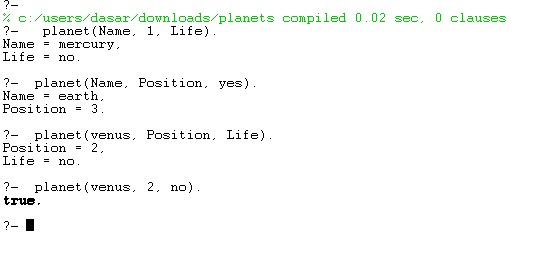 ?-
% c:/users/dasar/downloads/planets compiled 0.02 sec, 0 clauses
?-   planet(Name, 1, Life).
Name = mercury,
Life = no.
?-  planet(Name, Position, yes).
Name = earth,
Position = 3.
?-  planet(venus, Position, Life).
Position = 2,
Life = no.
?-  planet(venus, 2, no).
true.
?-